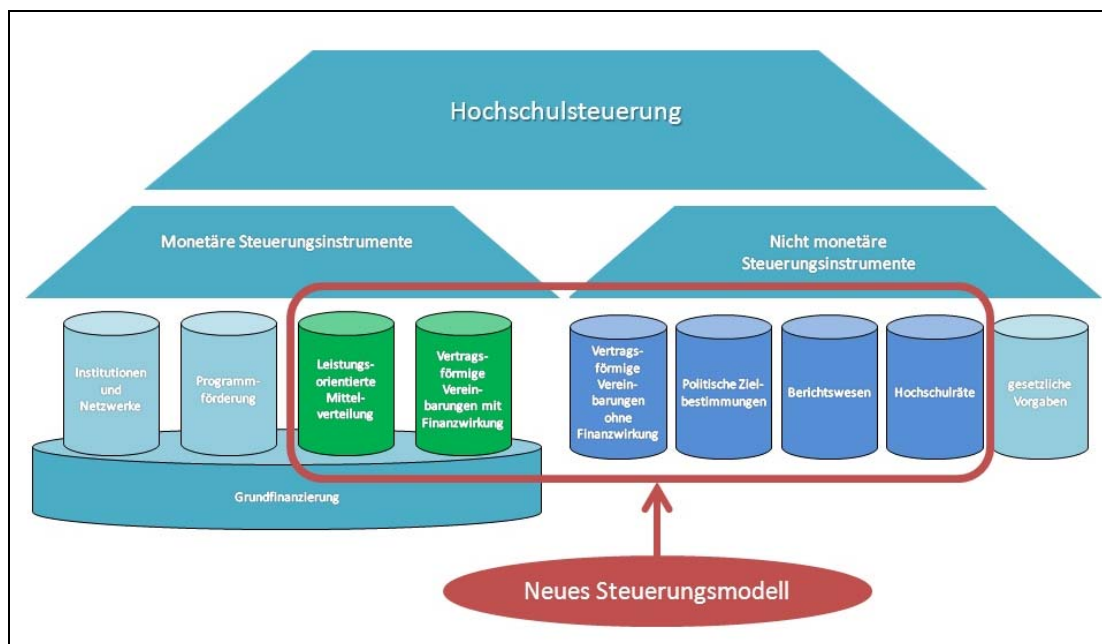 Hochschulsteuerung
Monetäre Steuerungsinstrumente
Nicht monetäre
Steuerungsinstrumente
Institutionen
und
Netzwerke
Programm-
förderung
Leistungs-
orientierte
Mittel-
verteilung
Vertrags-
förmige
Verein-
barungen mit
Finanzwirkung
Vertrags-
förmige
Verein-
barungen
ohne
Finanzwirkung
Politische Ziel-
bestimmungen
Berichtswesen
Hochschulräte
gesetzliche
Vorgaben
Grundfinanzierung
Neues Steuerungsmodell